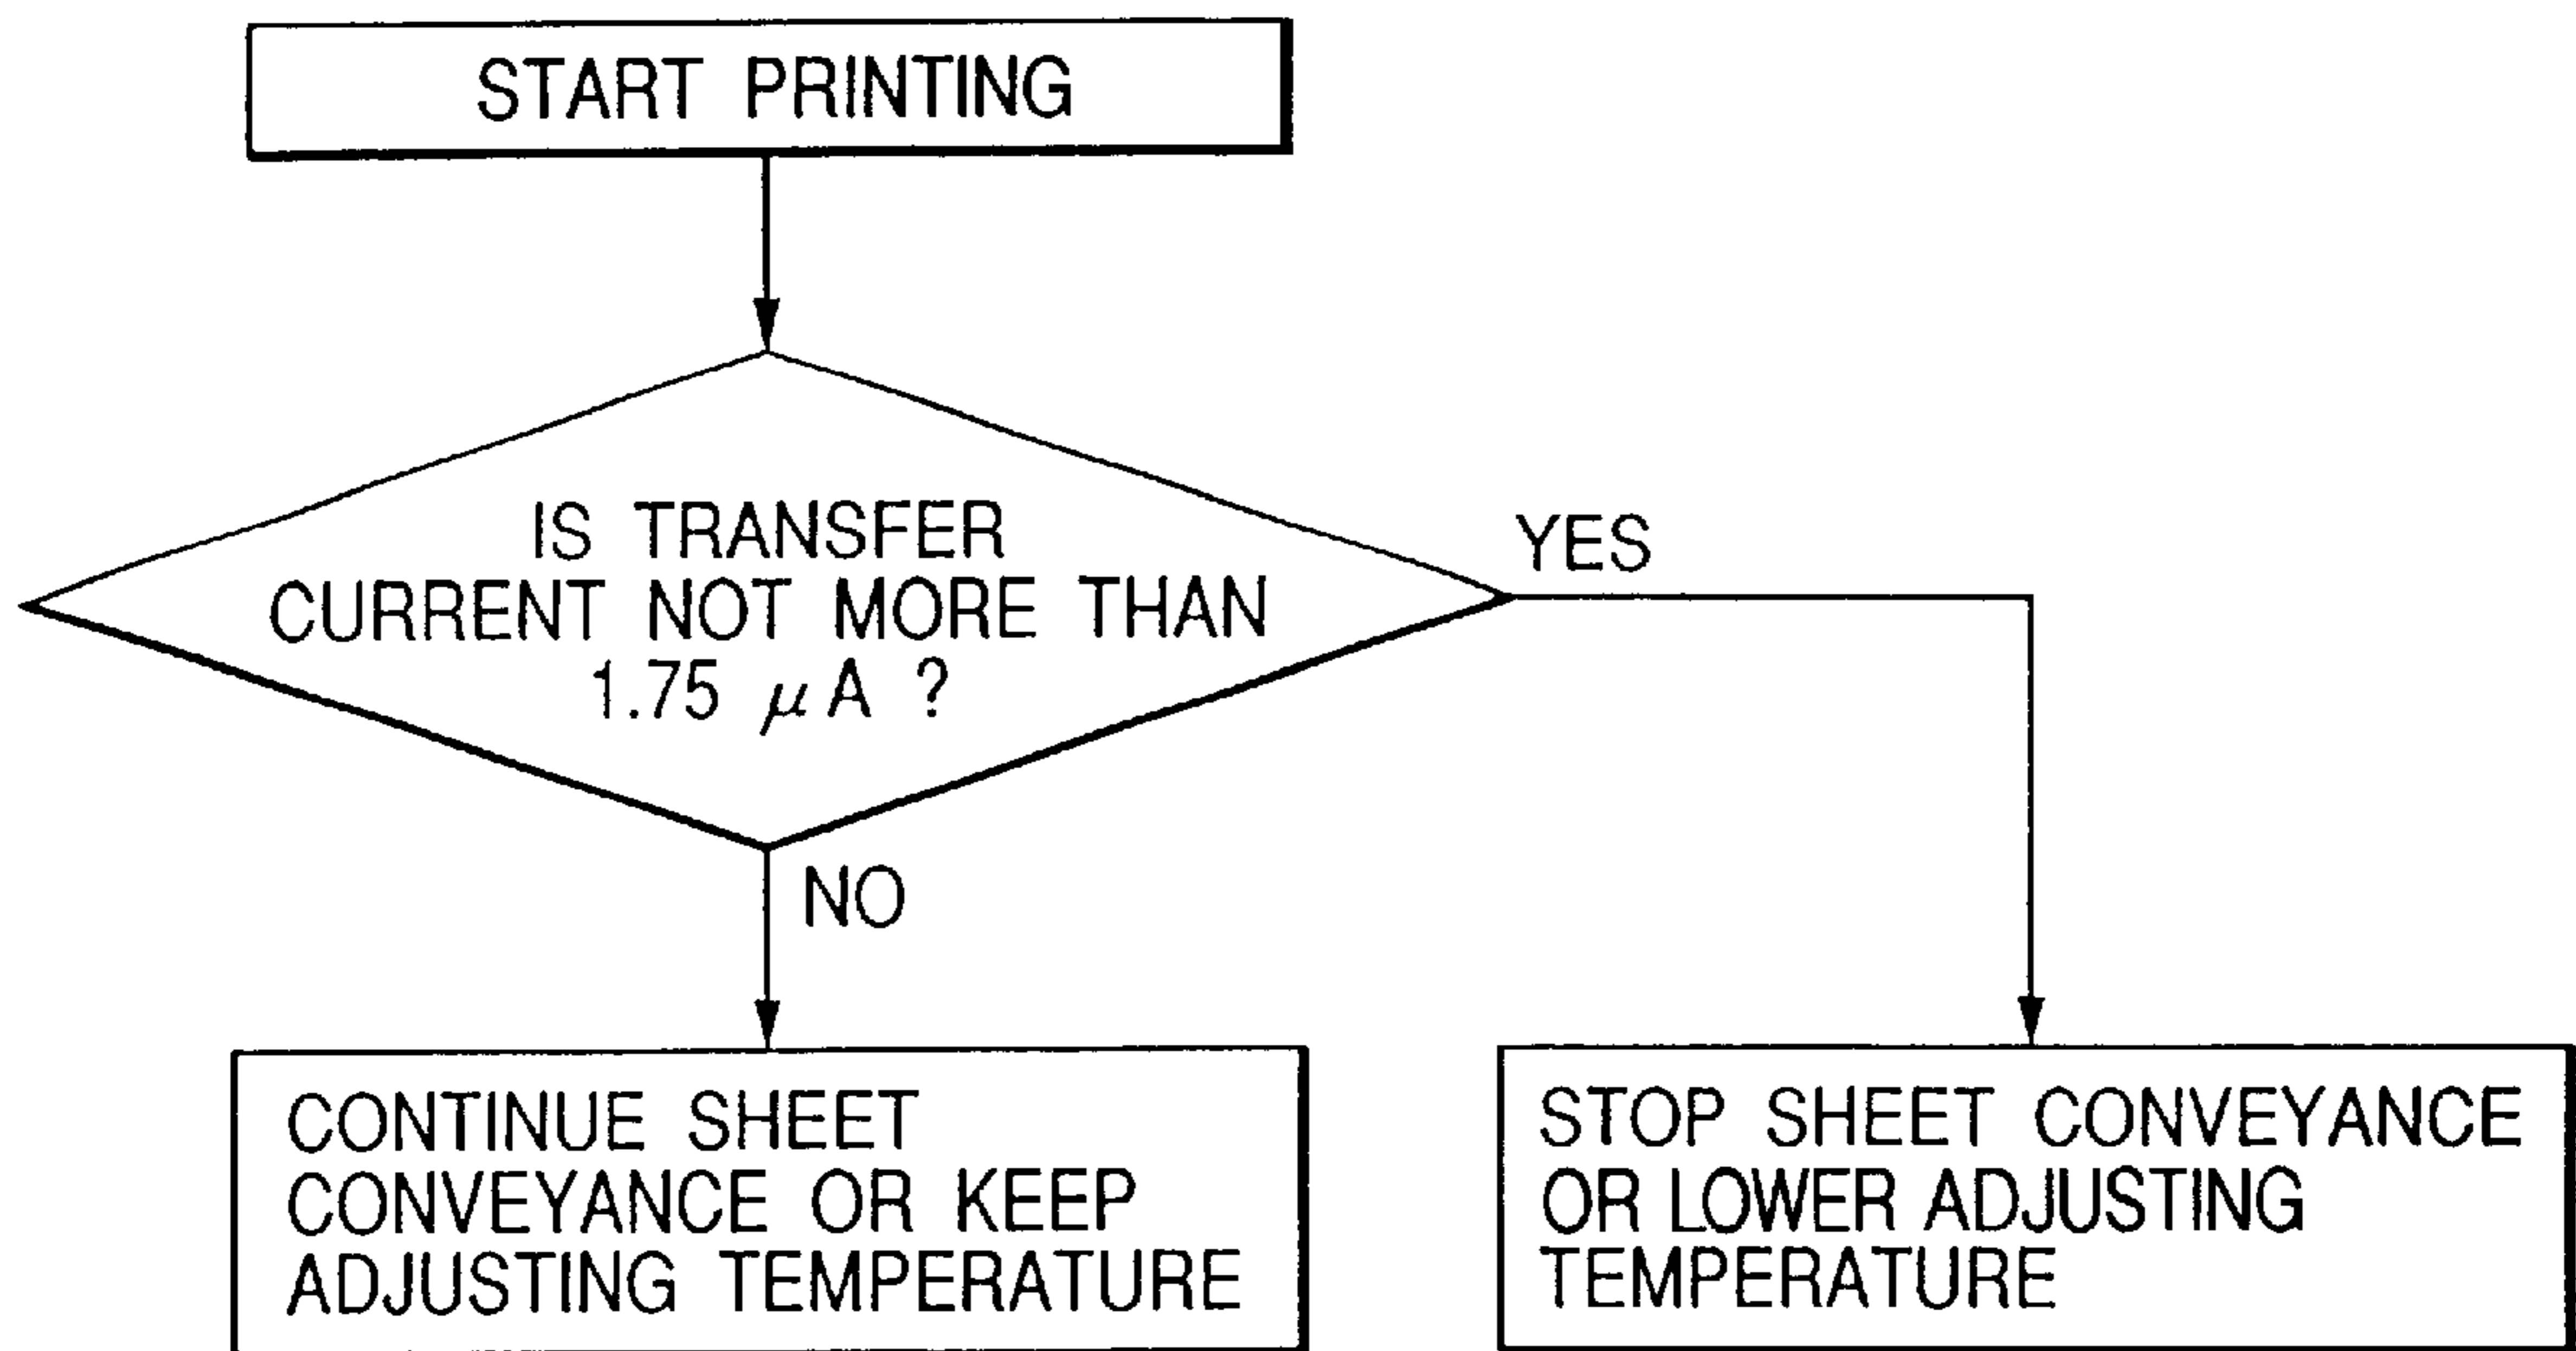 START PRINTING
IS TRANSFER
CURRENT NOT MORE THAN
1.75 μA ?
YES
NO
CONTINUE SHEET
CONVEYANCE OR KEEP
ADJUSTING TEMPERATURE
STOP SHEET CONVEYANCE
OR LOWER ADJUSTING
TEMPERATURE